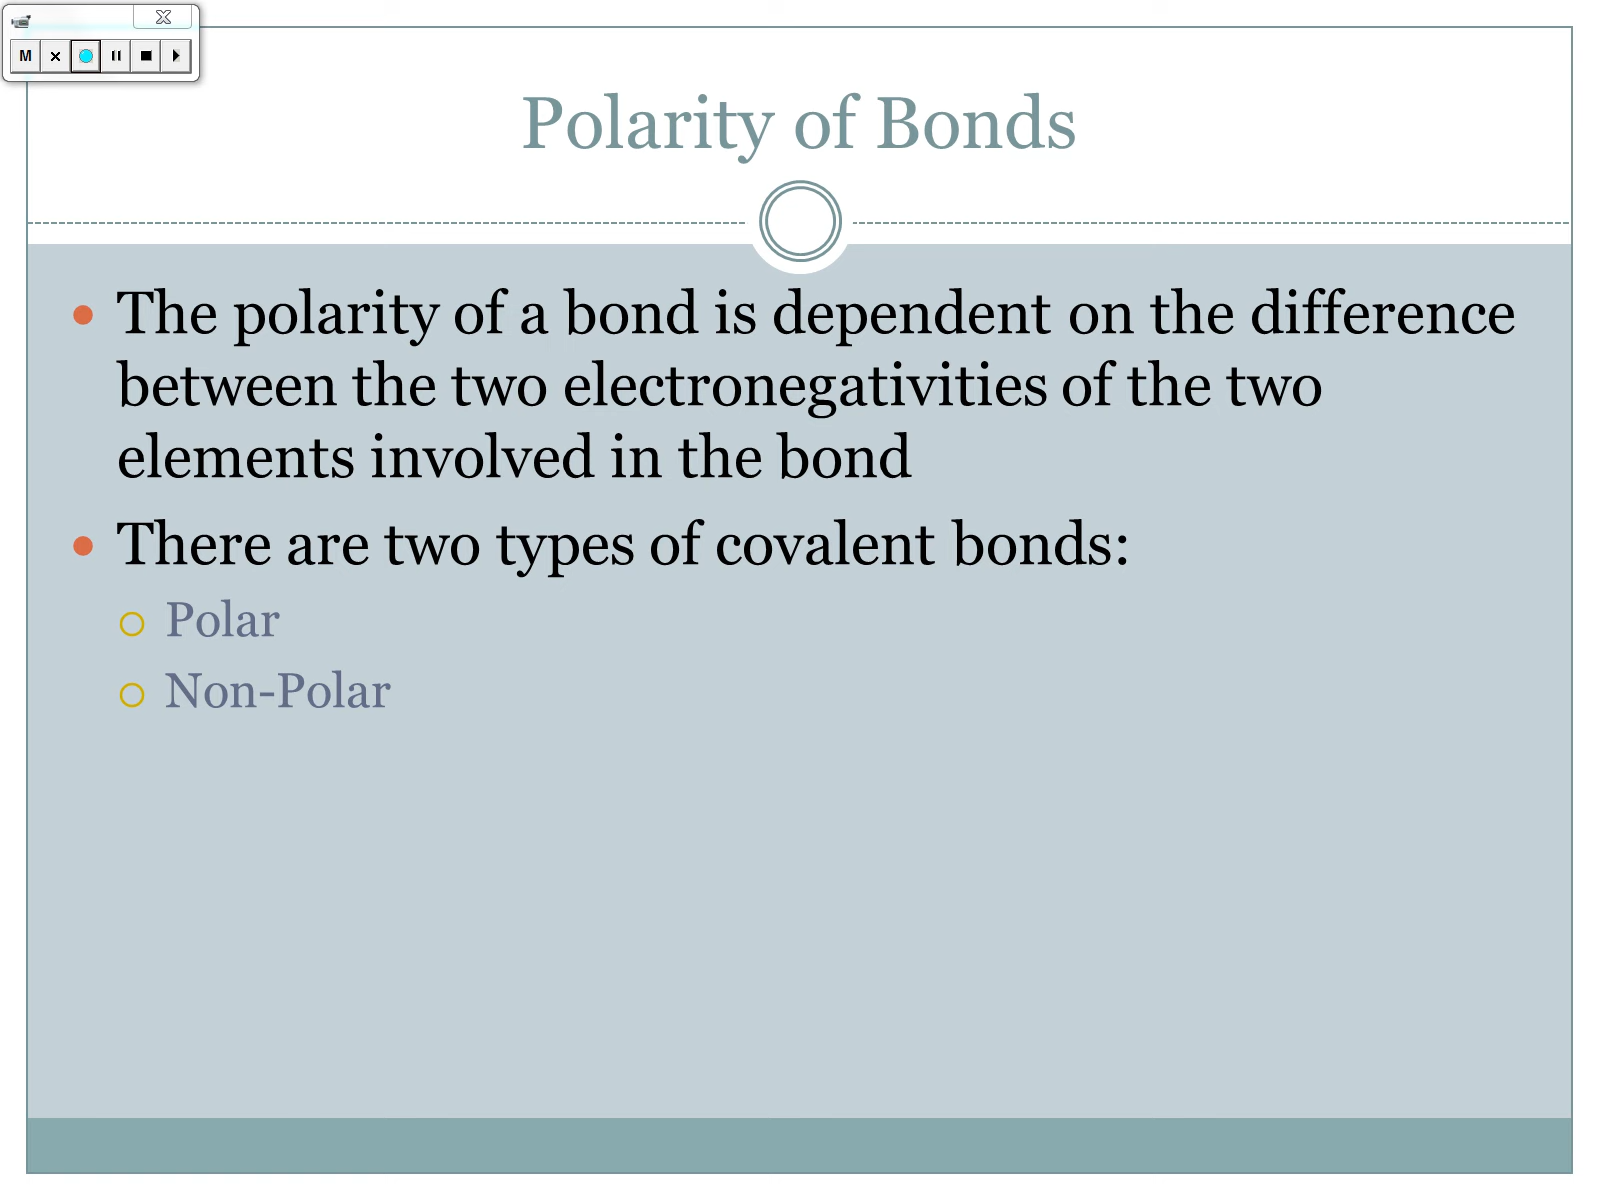 M
Polarity of Bonds
The polarity of a bond is dependent on the difference
between the two electronegativities of the two
elements involved in the bond
There are two types of covalent bonds:
Polar
Non-Polar